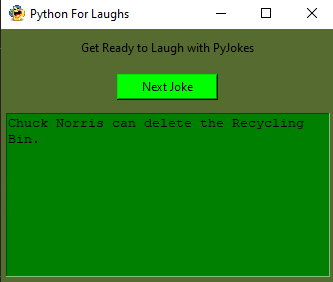 Python For Laughs
Get Ready to Laugh with PyJokes
Next Joke
Chuck Norris can delete the Recycling
Bin.